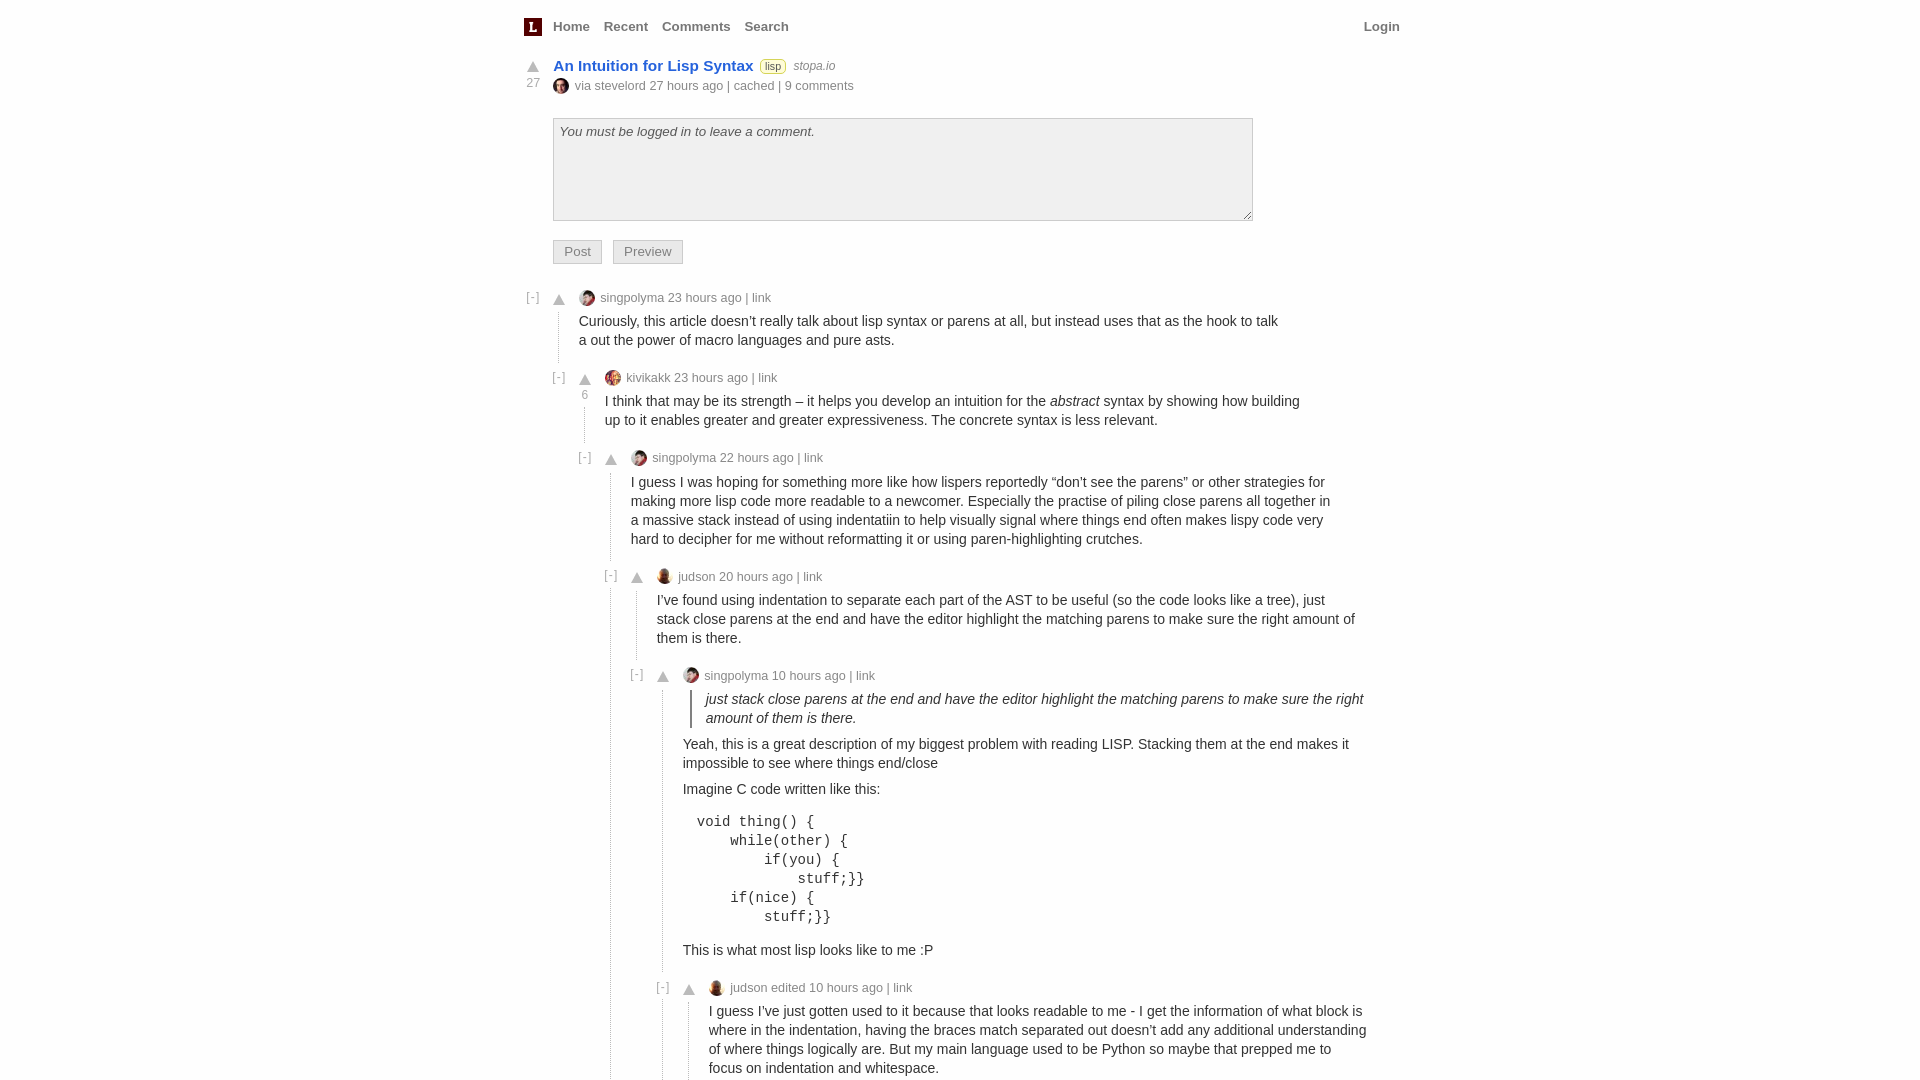 L Home Recent Comments Search Login
An Intuition for Lisp Syntax lisp stopa.io
27
via stevelord 27 hours ago | cached | 9 comments
You must be logged in to leave a comment.
Post Preview
[-] singpolyma 23 hours ago | link
Curiously, this article doesn’t really talk about lisp syntax or parens at all, but instead uses that as the hook to talk
a out the power of macro languages and pure asts.
[-] kivikakk 23 hours ago | link
6
I think that may be its strength – it helps you develop an intuition for the abstract syntax by showing how building
up to it enables greater and greater expressiveness. The concrete syntax is less relevant.
[-] singpolyma 22 hours ago | link
I guess I was hoping for something more like how lispers reportedly “don’t see the parens” or other strategies for
making more lisp code more readable to a newcomer. Especially the practise of piling close parens all together in
a massive stack instead of using indentatiin to help visually signal where things end often makes lispy code very
hard to decipher for me without reformatting it or using paren-highlighting crutches.
[-] judson 20 hours ago | link
I’ve found using indentation to separate each part of the AST to be useful (so the code looks like a tree), just
stack close parens at the end and have the editor highlight the matching parens to make sure the right amount of
them is there.
[-] singpolyma 10 hours ago | link
just stack close parens at the end and have the editor highlight the matching parens to make sure the right
amount of them is there.
Yeah, this is a great description of my biggest problem with reading LISP. Stacking them at the end makes it
impossible to see where things end/close
Imagine C code written like this:
void thing() {
    while(other) {
        if(you) {
            stuff;}}
    if(nice) {
        stuff;}}
This is what most lisp looks like to me :P
[-] judson edited 10 hours ago | link
I guess I’ve just gotten used to it because that looks readable to me - I get the information of what block is
where in the indentation, having the braces match separated out doesn’t add any additional understanding
of where things logically are. But my main language used to be Python so maybe that prepped me to
focus on indentation and whitespace.